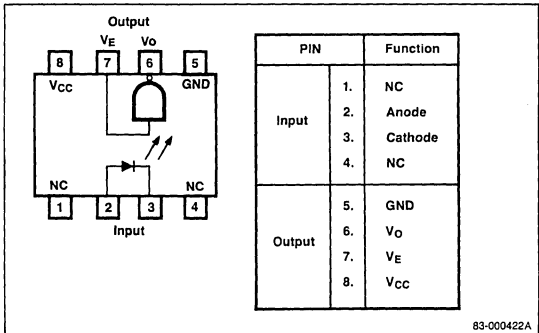 Output
VE VO
8 7 6 5
VCC GND
NC NC
1 2 3 4
Input
PIN Function
Input
1. NC
2. Anode
3. Cathode
4. NC
Output
5. GND
6. VO
7. VE
8. VCC
83-000422A